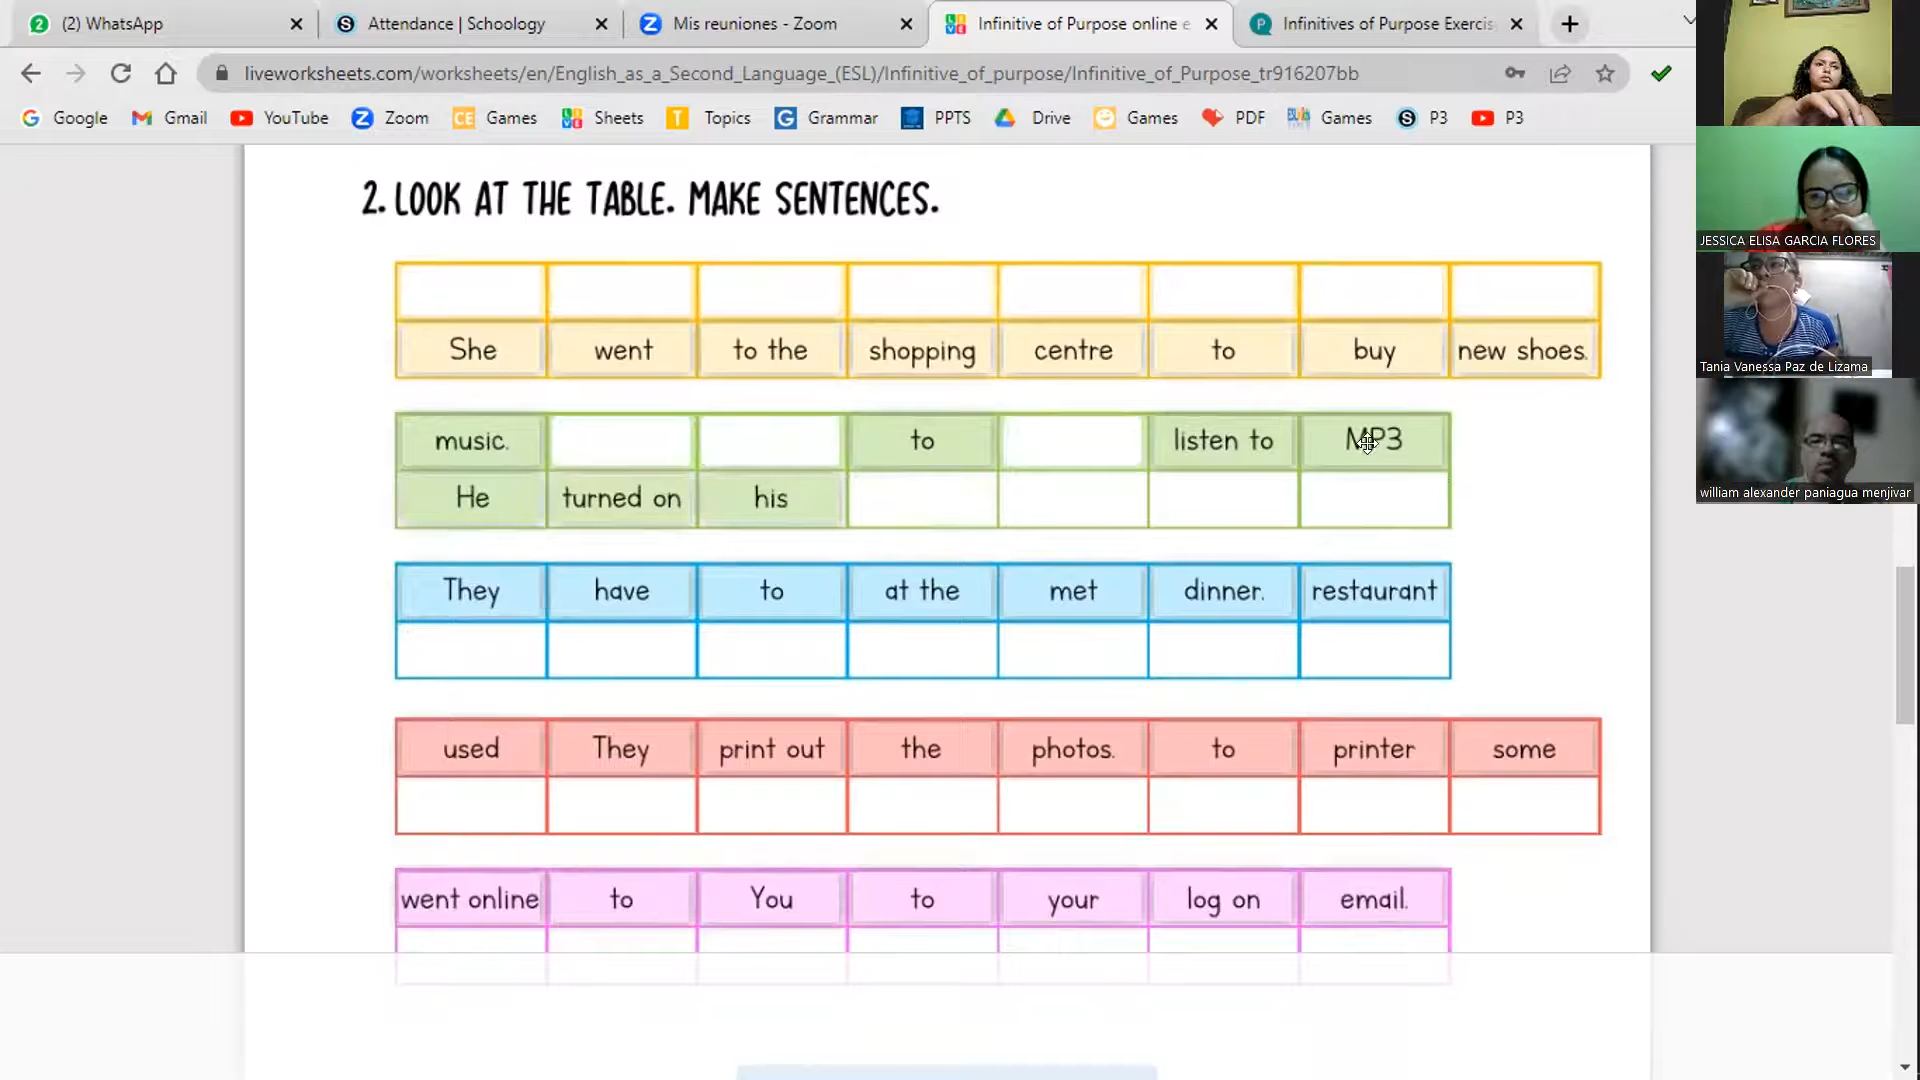 (2) WhatsApp
Attendance | Schoology
Mis reuniones - Zoom
Infinitive of Purpose online e
Infinitives of Purpose Exercis
liveworksheets.com/worksheets/en/English_as_a_Second_Language_(ESL)/Infinitive_of_purpose/Infinitive_of_Purpose_tr916207bb
Google Gmail YouTube Zoom Games Sheets Topics Grammar PPTS Drive Games PDF Games P3 P3
2. LOOK AT THE TABLE. MAKE SENTENCES.
She went to the shopping centre to buy new shoes.
music. to listen to MP3
He turned on his
They have to at the met dinner. restaurant
used They print out the photos. to printer some
went online to You to your log on email.
JESSICA ELISA GARCIA FLORES
Tania Vanessa Paz de Lizama
william alexander paniagua menjivar